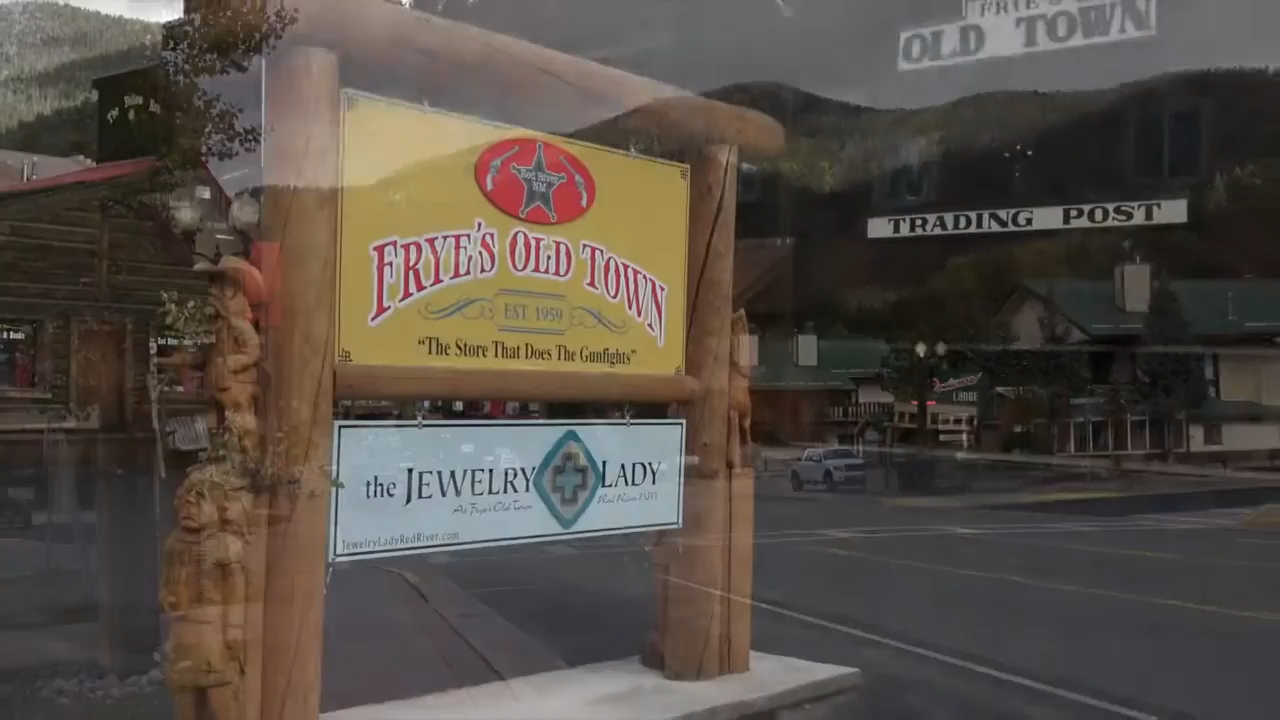 FRYE'S
OLD TOWN
TRADING POST
Red River
NM
FRYE'S OLD TOWN
EST. 1959
"The Store That Does The Gunfights"
the JEWELRY LADY
At Frye's Old Town
Red River NM
JewelryLadyRedRiver.com